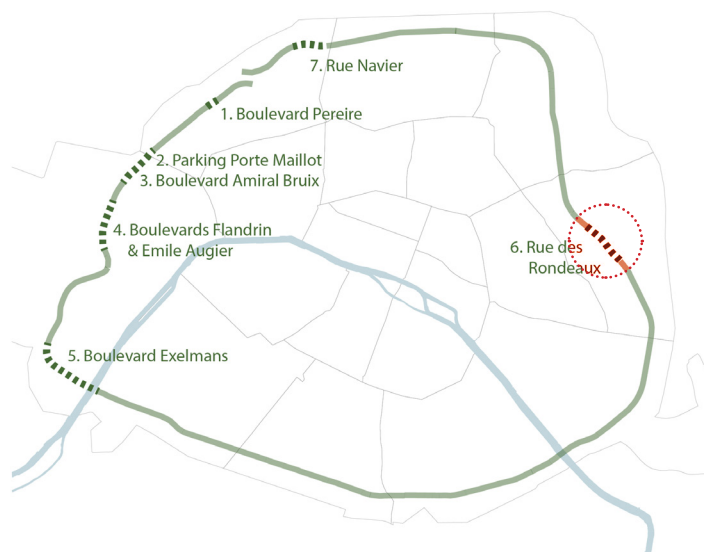 7. Rue Navier
1. Boulevard Pereire
2. Parking Porte Maillot
3. Boulevard Amiral Bruix
4. Boulevards Flandrin
& Emile Augier
6. Rue des
Rondeaux
5. Boulevard Exelmans